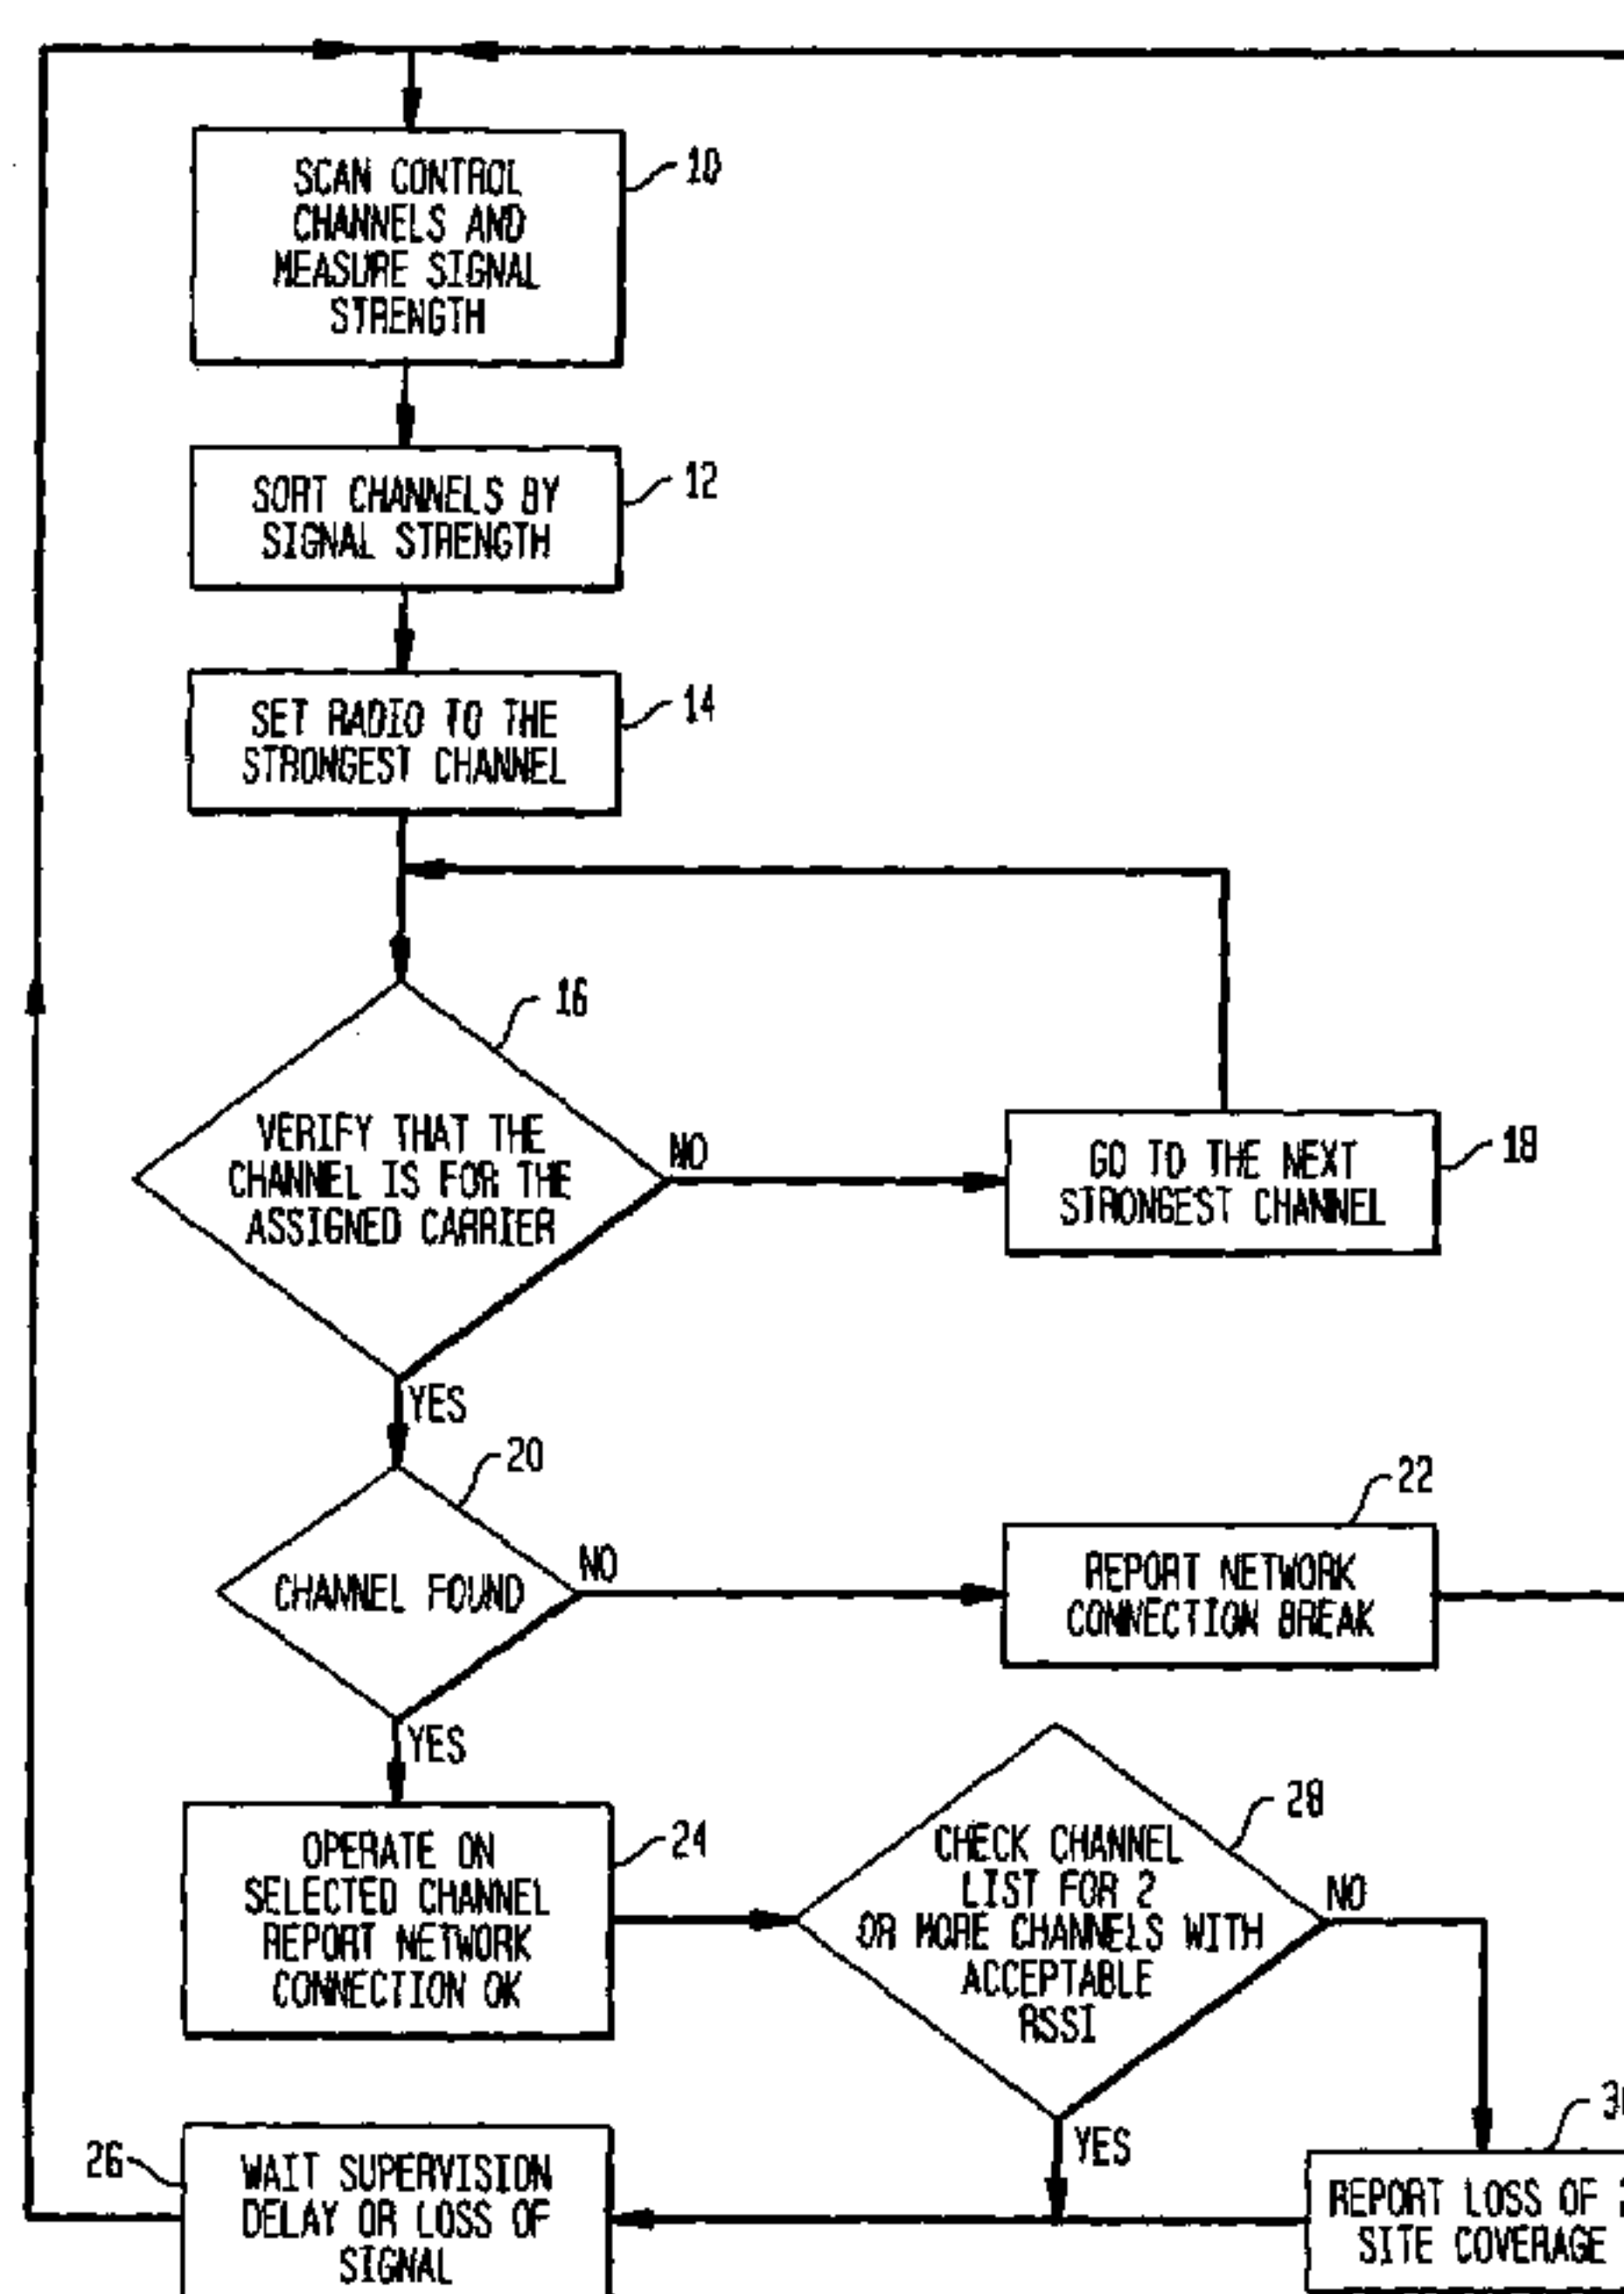 SCAN CONTROL
CHANNELS AND
MEASURE SIGNAL
STRENGTH
10
SORT CHANNELS BY
SIGNAL STRENGTH
12
SET RADIO TO THE
STRONGEST CHANNEL
14
16
VERIFY THAT THE
CHANNEL IS FOR THE
ASSIGNED CARRIER
NO
GO TO THE NEXT
STRONGEST CHANNEL
18
YES
20
CHANNEL FOUND
NO
22
REPORT NETWORK
CONNECTION BREAK
YES
OPERATE ON
SELECTED CHANNEL
REPORT NETWORK
CONNECTION OK
24
28
CHECK CHANNEL
LIST FOR 2
OR MORE CHANNELS WITH
ACCEPTABLE
RSSI
NO
YES
26
WAIT SUPERVISION
DELAY OR LOSS OF
SIGNAL
REPORT LOSS OF
SITE COVERAGE